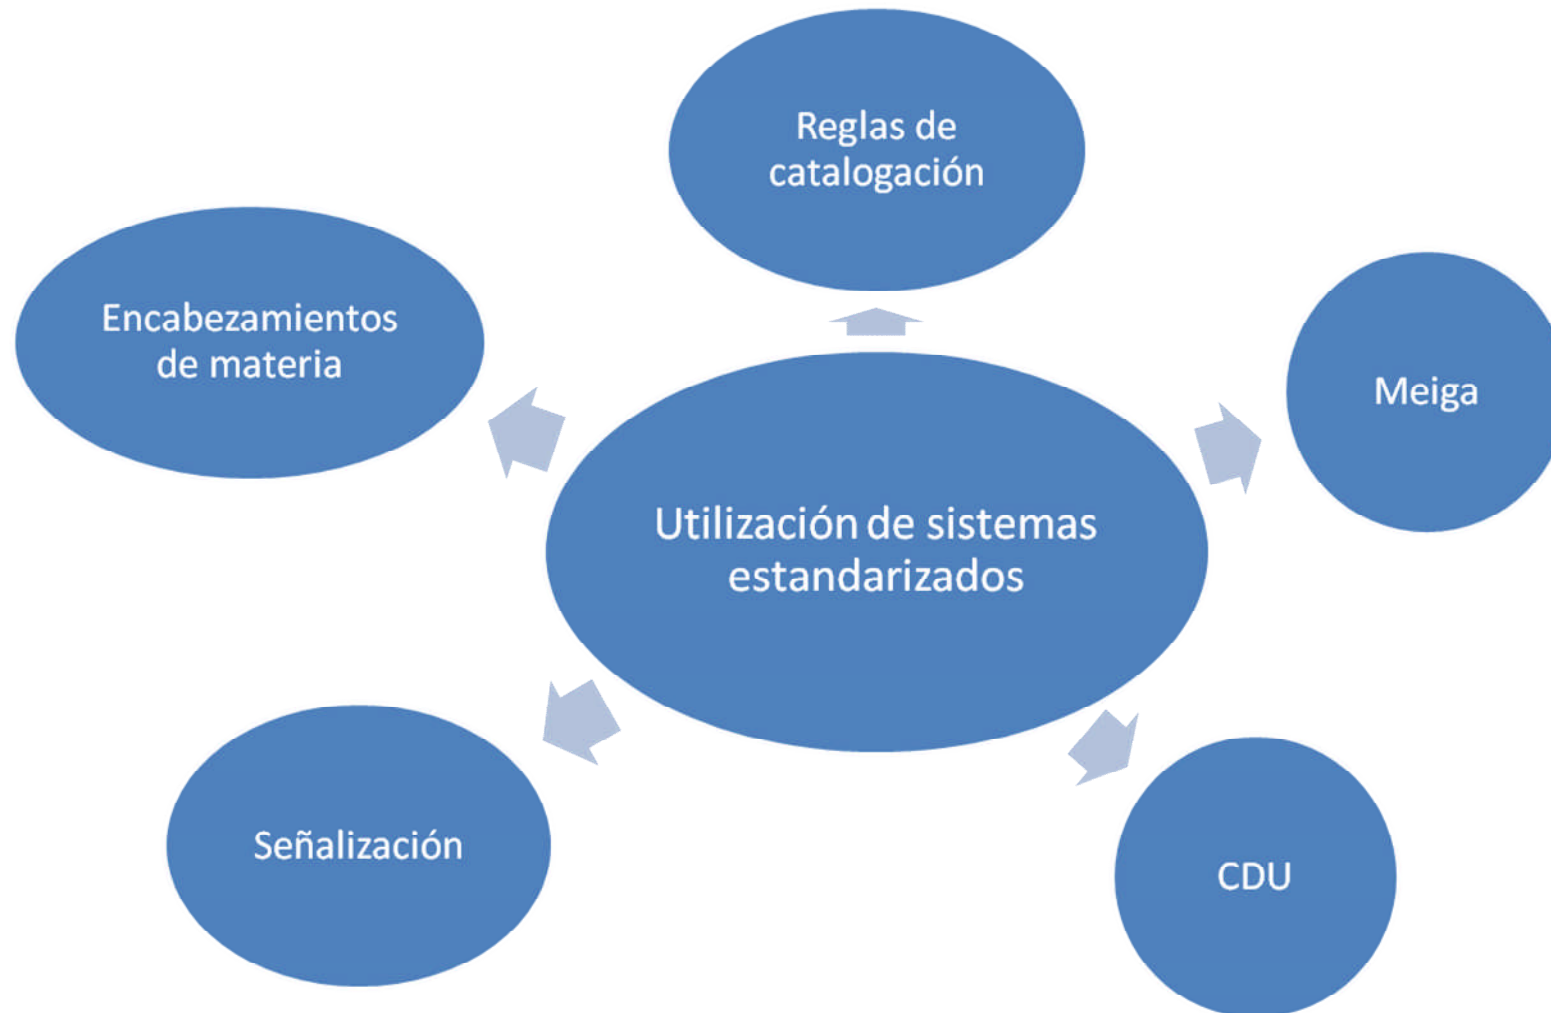 Reglas de
catalogación
Encabezamientos
de materia
Meiga
Utilización de sistemas
estandarizados
Señalización
CDU